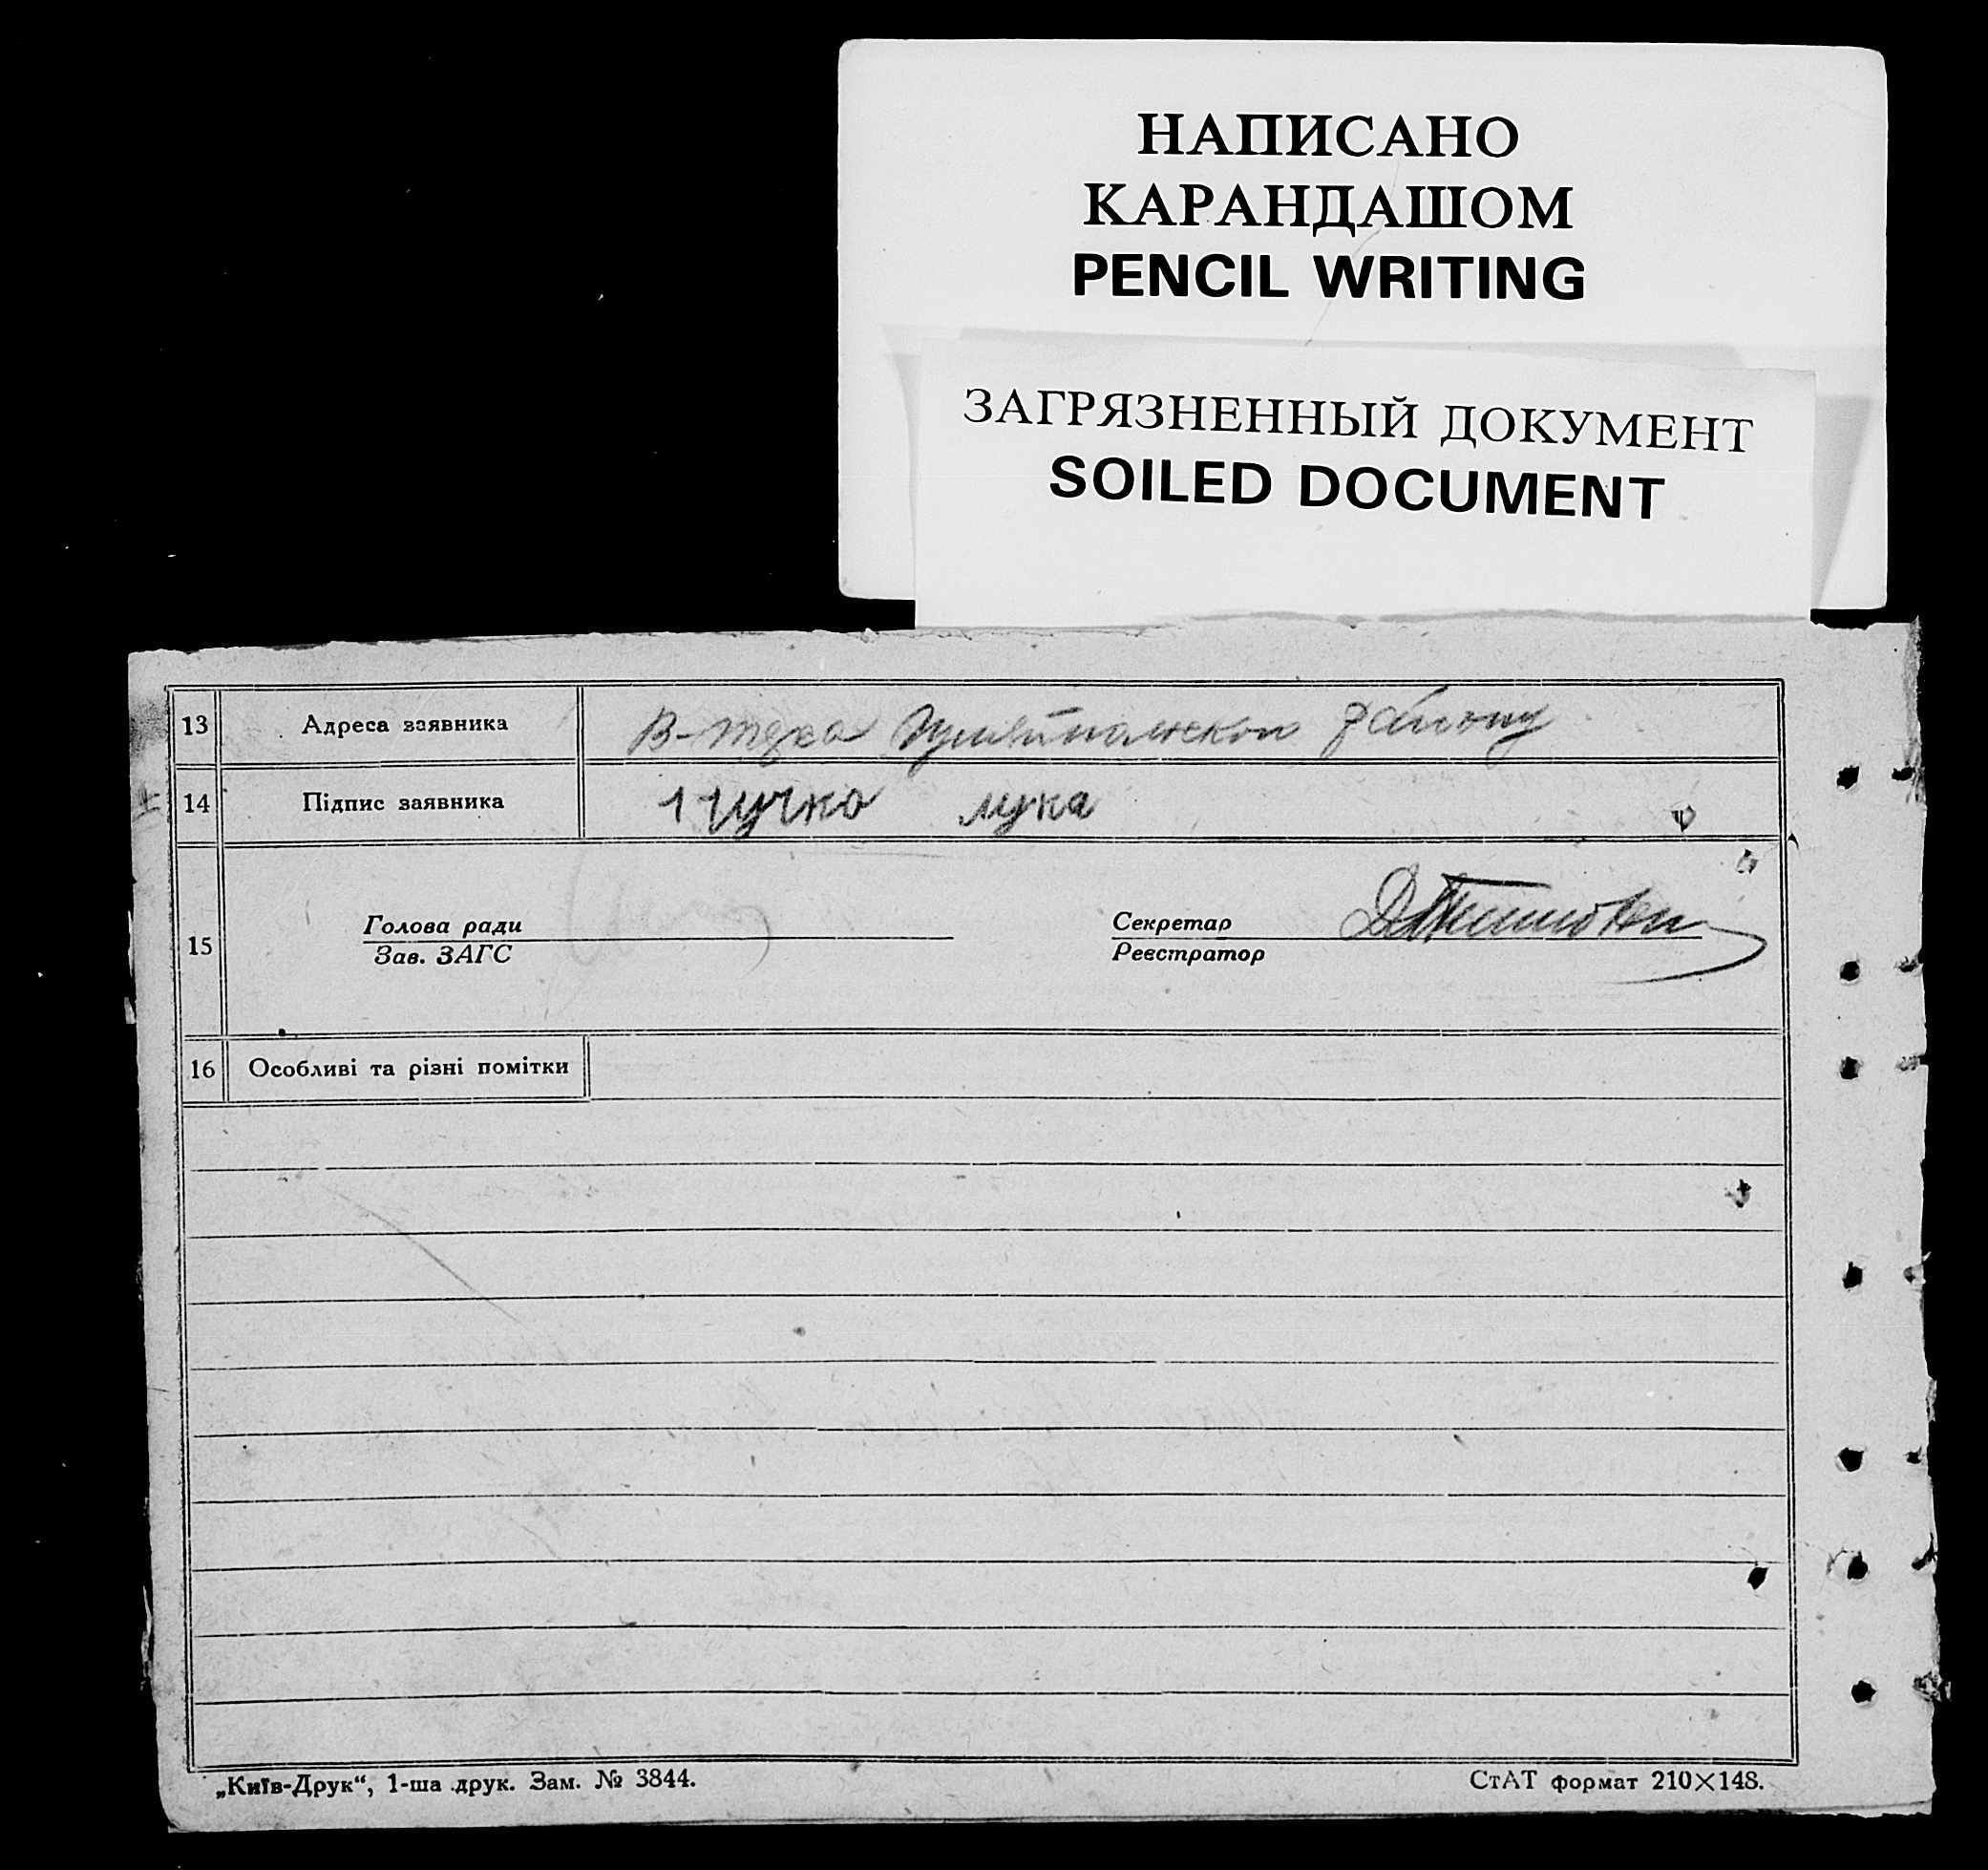 НАПИСАНО
КАРАНДАШОМ
PENCIL WRITING
ЗАГРЯЗНЕННЫЙ ДОКУМЕНТ
SOILED DOCUMENT
13 Адреса заявника району
14 Підпис заявника лука
Голова ради Секретар
15
Зав. ЗАГС Реєстратор
16 Особливі та різні помітки
„Київ-Друк“, 1-ша друк. Зам. № 3844. СтАТ формат 210×148.